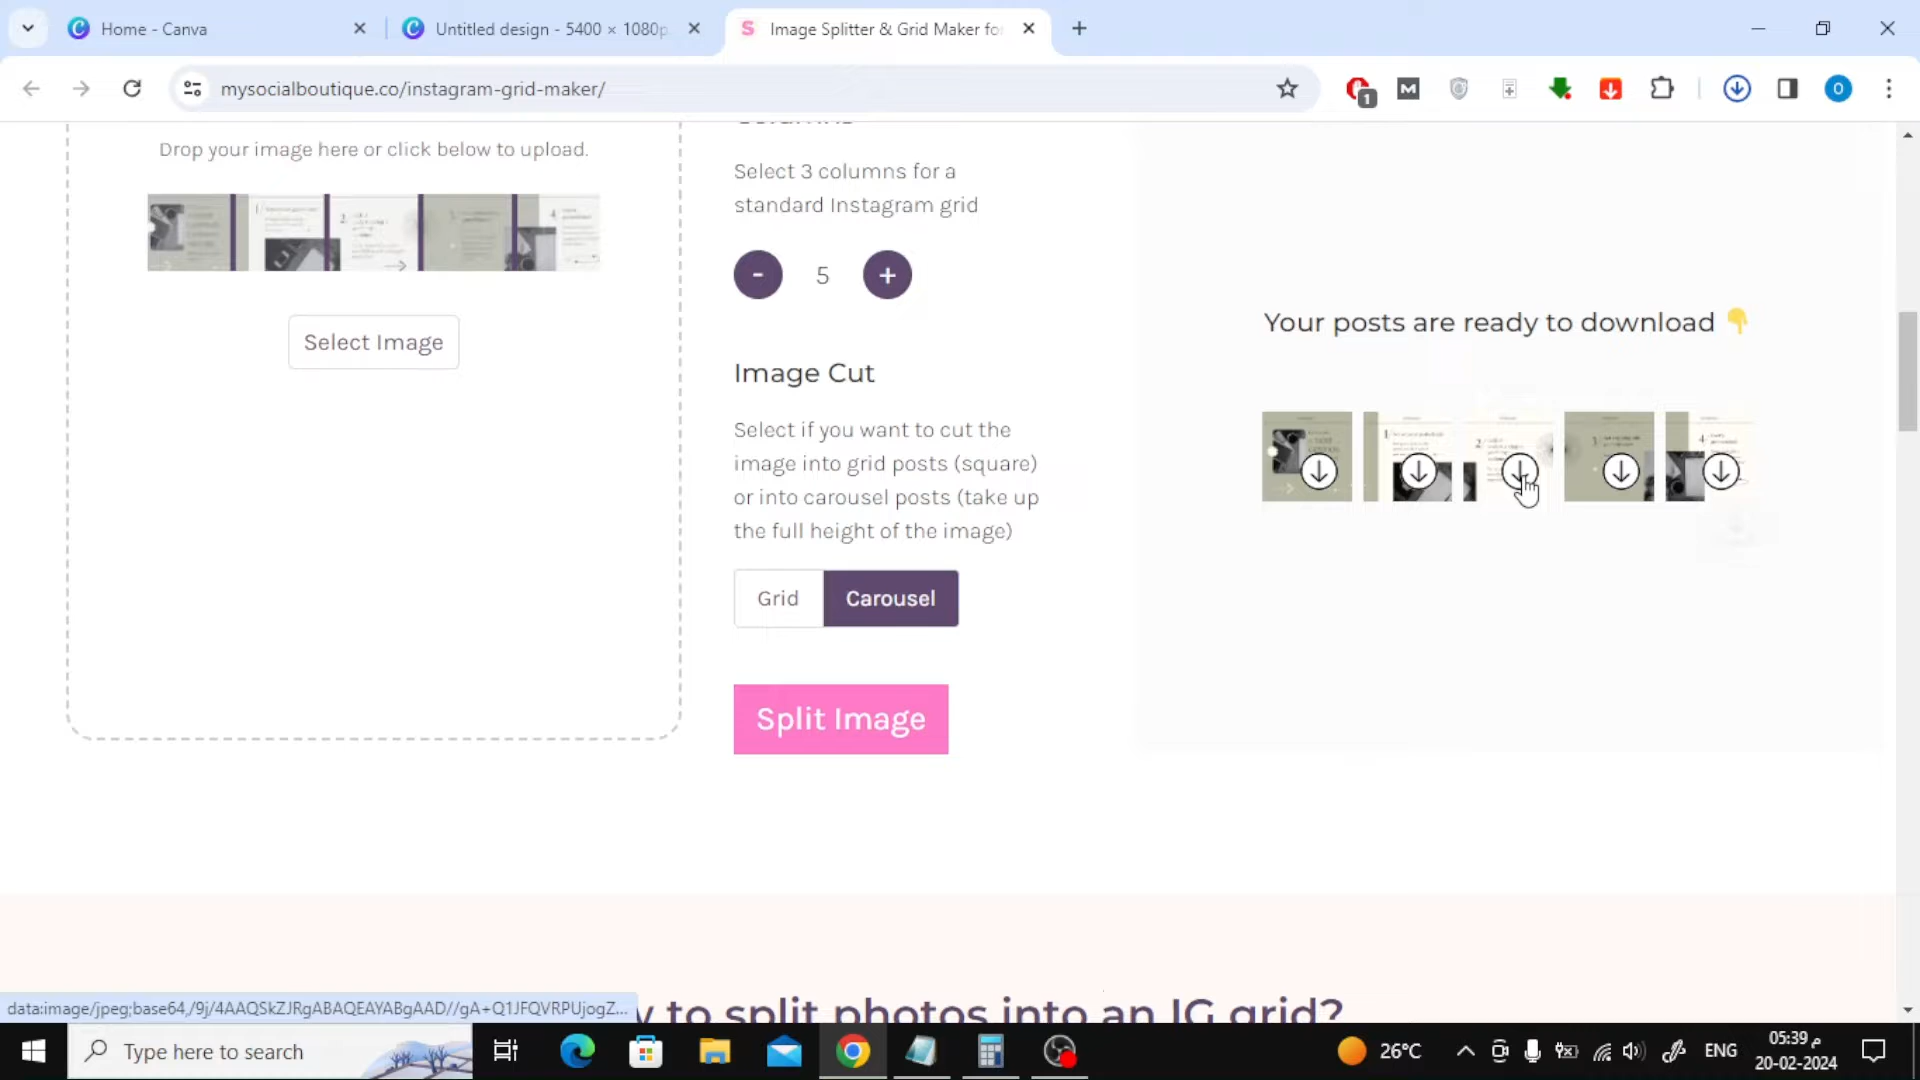 Home - Canva
Untitled design - 5400 × 1080p
Image Splitter & Grid Maker fo
mysocialboutique.co/instagram-grid-maker/
1
O
Drop your image here or click below to upload.
Select Image
Select 3 columns for a
standard Instagram grid
-
5
+
Image Cut
Select if you want to cut the
image into grid posts (square)
or into carousel posts (take up
the full height of the image)
Grid
Carousel
Split Image
Your posts are ready to download 👇
to split photos into an IG grid?
data:image/jpeg;base64,/9j/4AAQSkZJRgABAQEAYABgAAD//gA+Q1JFQVRPUjogZ...
Type here to search
26°C
ENG
05:39 م
20-02-2024